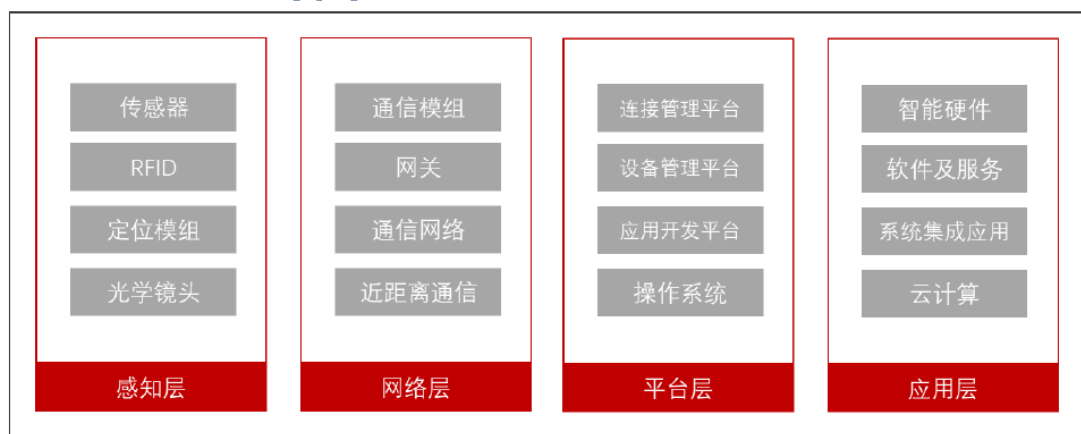 传感器
RFID
定位模组
光学镜头
感知层
通信模组
网关
通信网络
近距离通信
网络层
连接管理平台
设备管理平台
应用开发平台
操作系统
平台层
智能硬件
软件及服务
系统集成应用
云计算
应用层